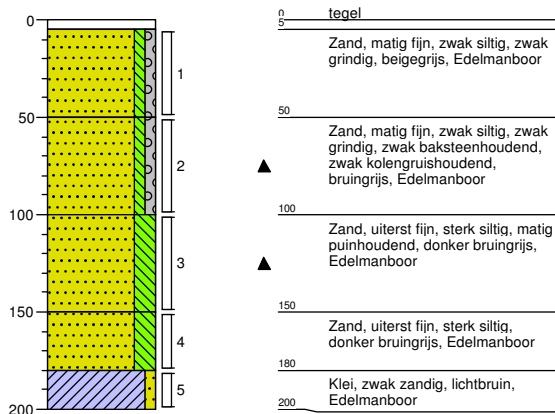 0
50
100
150
200
1
2
3
4
5
0 tegel
5
Zand, matig fijn, zwak siltig, zwak
grindig, beigegrijs, Edelmanboor
50
Zand, matig fijn, zwak siltig, zwak
grindig, zwak baksteenhoudend,
zwak kolengruishoudend,
bruingrijs, Edelmanboor
100
Zand, uiterst fijn, sterk siltig, matig
puinhoudend, donker bruingrijs,
Edelmanboor
150
Zand, uiterst fijn, sterk siltig,
donker bruingrijs, Edelmanboor
180
Klei, zwak zandig, lichtbruin,
Edelmanboor
200